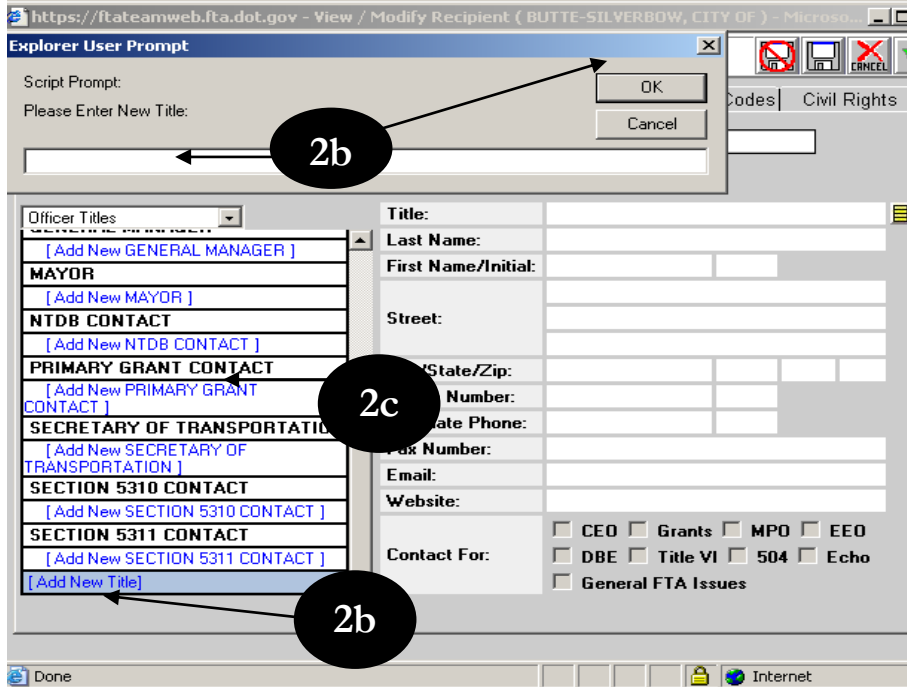 https://ftateamweb.fta.dot.gov - View / Modify Recipient ( BUTTE-SILVERBOW, CITY OF ) - Microso...
Explorer User Prompt
Script Prompt:
Please Enter New Title:
OK
Cancel
CANCEL
Codes Civil Rights
2b
Officer Titles
GENERAL MANAGER
[ Add New GENERAL MANAGER ]
MAYOR
[ Add New MAYOR ]
NTDB CONTACT
[ Add New NTDB CONTACT ]
PRIMARY GRANT CONTACT
[ Add New PRIMARY GRANT
CONTACT ]
SECRETARY OF TRANSPORTATIO
[ Add New SECRETARY OF
TRANSPORTATION ]
SECTION 5310 CONTACT
[ Add New SECTION 5310 CONTACT ]
SECTION 5311 CONTACT
[ Add New SECTION 5311 CONTACT ]
[ Add New Title]
2c
2b
Title:
Last Name:
First Name/Initial:
Street:
/State/Zip:
Number:
ate Phone:
Fax Number:
Email:
Website:
Contact For:
CEO Grants MPO EEO
DBE Title VI 504 Echo
General FTA Issues
Done
Internet